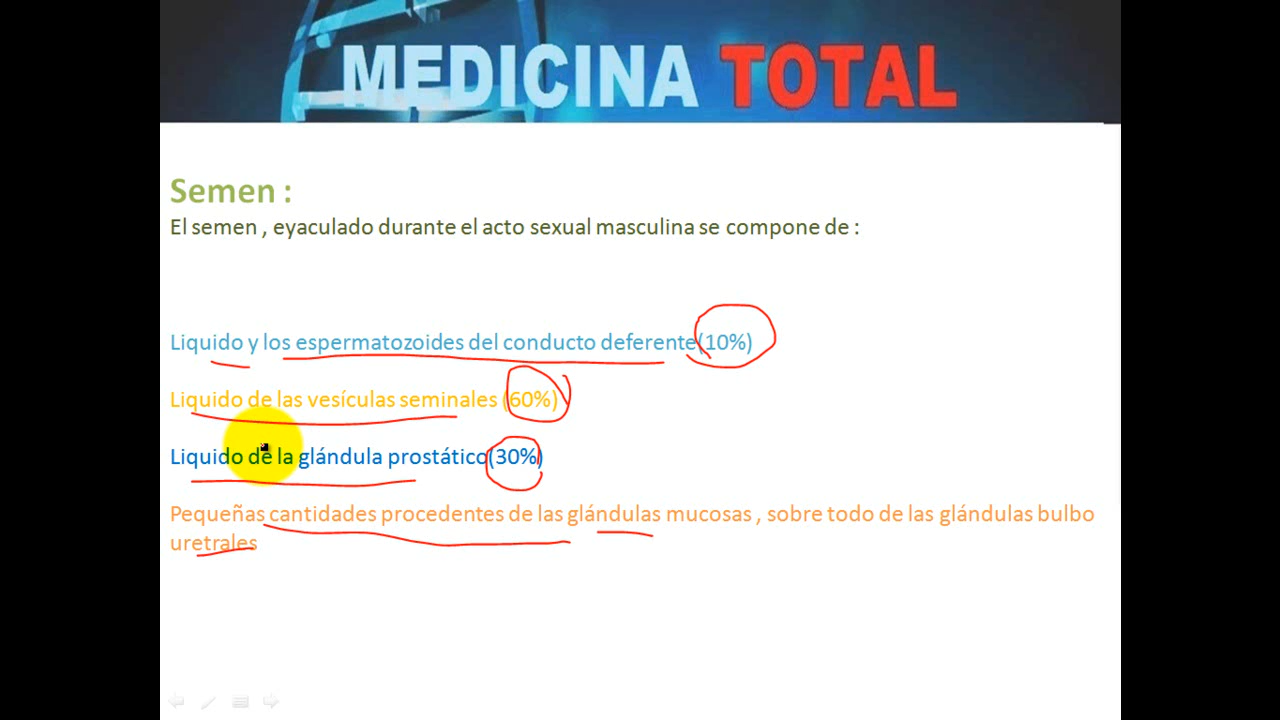 MEDICINA TOTAL
Semen :
El semen , eyaculado durante el acto sexual masculina se compone de :
Liquido y los espermatozoides del conducto deferente(10%)
Liquido de las vesículas seminales (60%)
Liquido de la glándula prostático(30%)
Pequeñas cantidades procedentes de las glándulas mucosas , sobre todo de las glándulas bulbo
uretrales